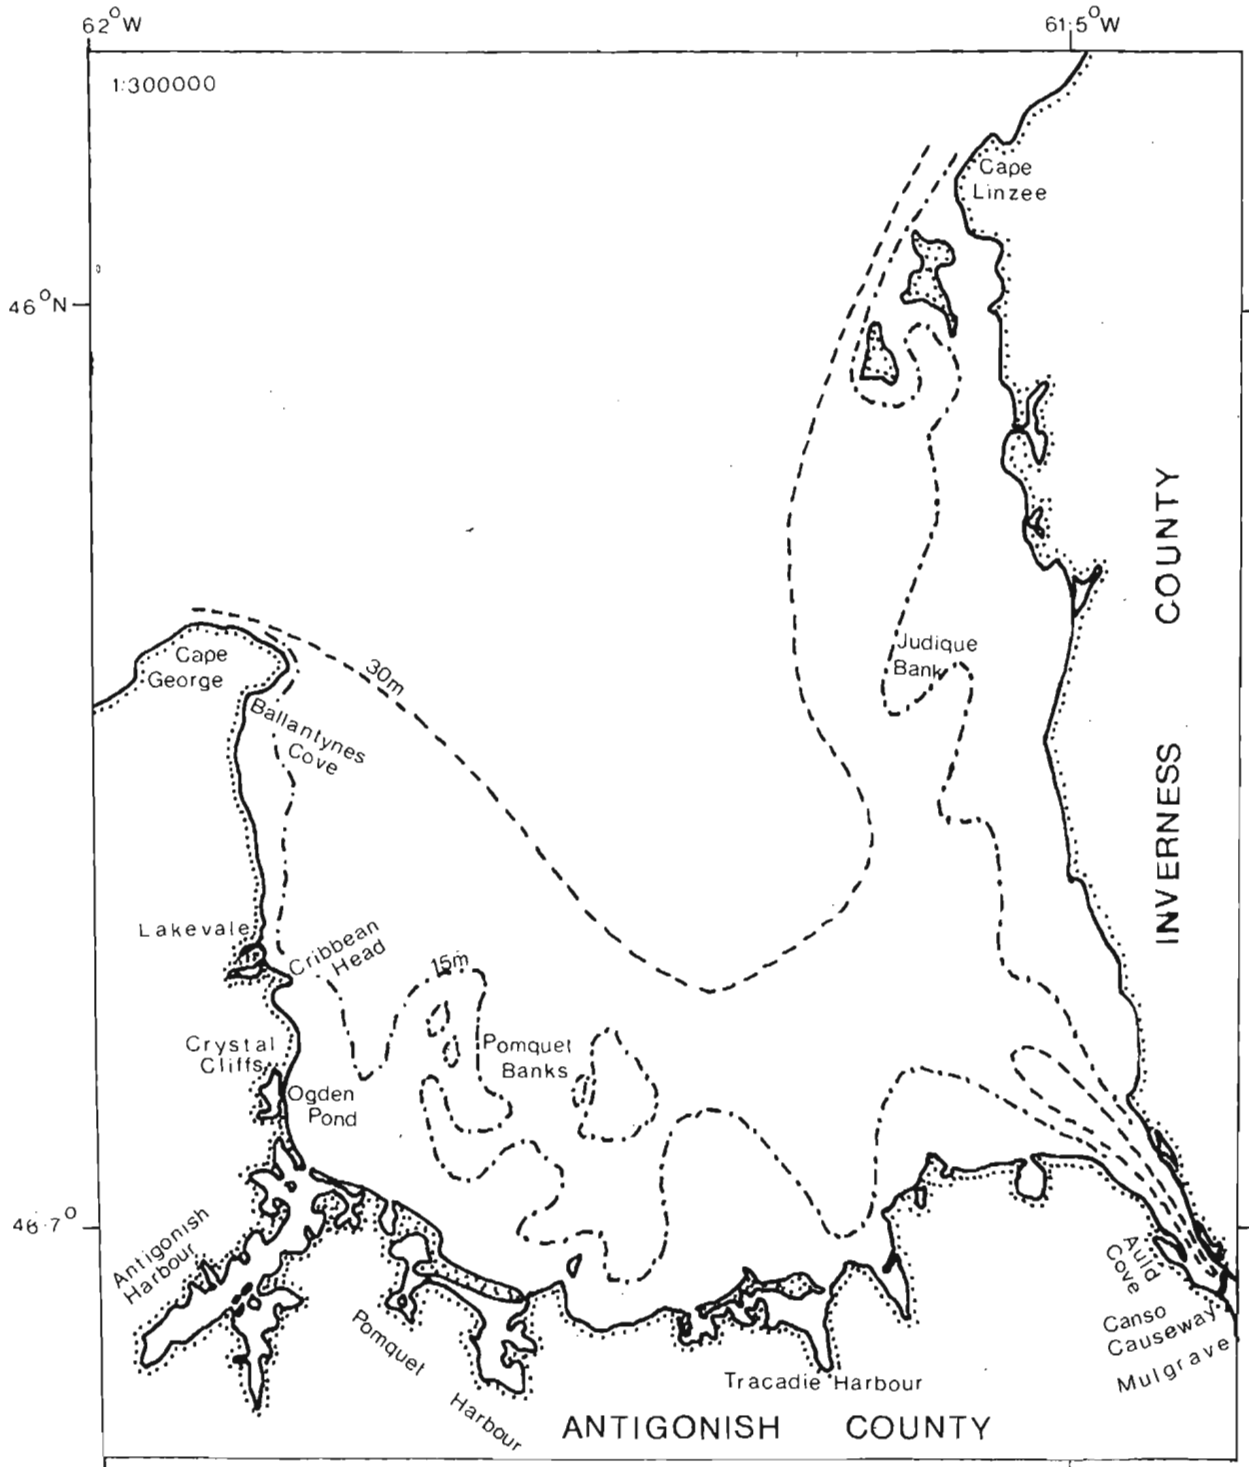 62°W
61·5°W
1:300000
Cape
Linzee
46°N
INVERNESS COUNTY
Judique
Bank
Cape
George
30m
Ballantynes
Cove
Lakevale
Cribbean
Head
15m
Crystal
Cliffs
Pomquet
Banks
Ogden
Pond
46·7°
Antigonish
Harbour
Auld
Cove
Canso
Causeway
Mulgrave
Pomquet
Harbour
Tracadie Harbour
ANTIGONISH COUNTY